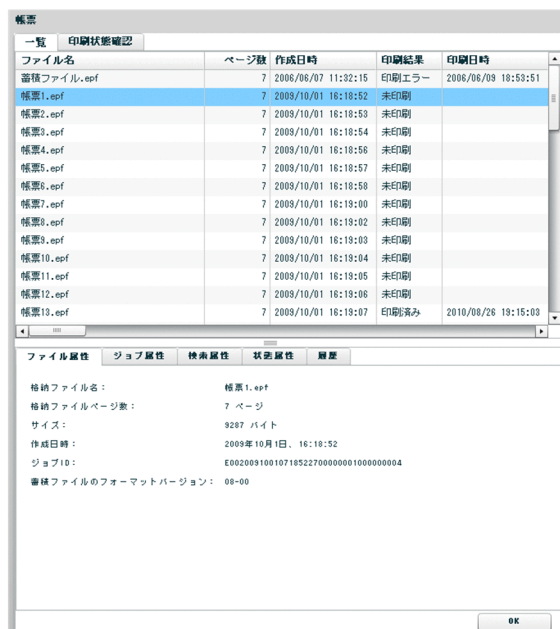 帳票
一覧 印刷状態確認
ファイル名 ページ数 作成日時 印刷結果 印刷日時
蓄積ファイル.epf 7 2006/06/07 11:32:15 印刷エラー 2006/06/09 18:53:51
帳票1.epf 7 2009/10/01 16:18:52 未印刷
帳票2.epf 7 2009/10/01 16:18:53 未印刷
帳票3.epf 7 2009/10/01 16:18:54 未印刷
帳票4.epf 7 2009/10/01 16:18:56 未印刷
帳票5.epf 7 2009/10/01 16:18:57 未印刷
帳票6.epf 7 2009/10/01 16:18:58 未印刷
帳票7.epf 7 2009/10/01 16:19:00 未印刷
帳票8.epf 7 2009/10/01 16:19:02 未印刷
帳票9.epf 7 2009/10/01 16:19:03 未印刷
帳票10.epf 7 2009/10/01 16:19:04 未印刷
帳票11.epf 7 2009/10/01 16:19:05 未印刷
帳票12.epf 7 2009/10/01 16:19:06 未印刷
帳票13.epf 7 2009/10/01 16:19:07 印刷済み 2010/08/26 19:15:03
ファイル属性 ジョブ属性 検索属性 状態属性 履歴
格納ファイル名： 帳票1.epf
格納ファイルページ数： 7 ページ
サイズ： 9287 バイト
作成日時： 2009年10月1日、16:18:52
ジョブID： E00200910010718522700000001000000004
蓄積ファイルのフォーマットバージョン： 08-00
OK